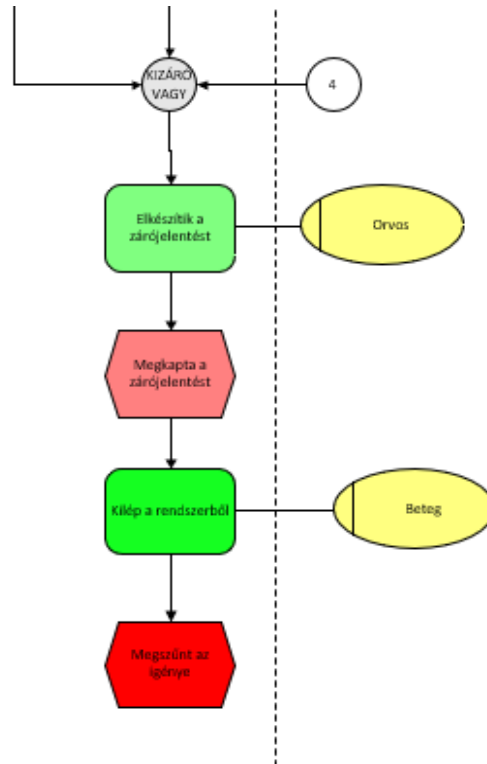 KIZÁRÓ
VAGY
4
Elkészítik a
zárójelentést
Orvos
Megkapta a
zárójelentést
Kilép a rendszerből
Beteg
Megszűnt az
igénye